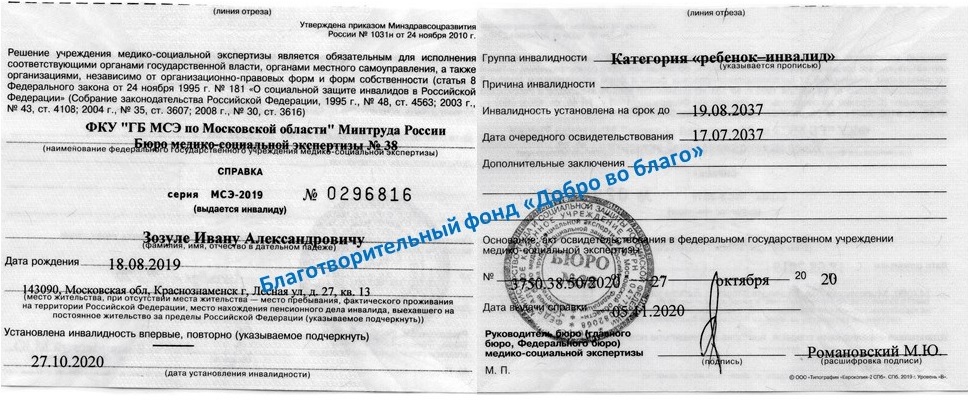 (линия отреза)
Утверждена приказом Минздравсоцразвития
России № 1031н от 24 ноября 2010 г.
Решение учреждения медико-социальной экспертизы является обязательным для исполнения
соответствующими органами государственной власти, органами местного самоуправления, а также
организациями, независимо от организационно-правовых форм и форм собственности (статья 8
Федерального закона от 24 ноября 1995 г. № 181 «О социальной защите инвалидов в Российской
Федерации» (Собрание законодательства Российской Федерации, 1995 г., № 48, ст. 4563; 2003 г.,
№ 43, ст. 4108; 2004 г., № 35, ст. 3607; 2008 г., № 30, ст. 3616)
ФКУ "ГБ МСЭ по Московской области" Минтруда России
Бюро медико-социальной экспертизы № 38
(наименование федерального государственного учреждения медико-социальной экспертизы)
СПРАВКА
серия МСЭ-2019 № 0296816
(выдается инвалиду)
Зозуле Ивану Александровичу
фамилия, имя, отчество в дательном падеже)
Дата рождения 18.08.2019
143090, Московская обл, Краснознаменск г, Лесная ул, д. 27, кв. 13
(место жительства, при отсутствии места жительства — место пребывания, фактического проживания
на территории Российской Федерации, место нахождения пенсионного дела инвалида, выехавшего на
постоянное жительство за пределы Российской Федерации (указываемое подчеркнуть))
Установлена инвалидность впервые, повторно (указываемое подчеркнуть)
27.10.2020
(дата установления инвалидности)
Благотворительный фонд «Добро во благо»
(линия отреза)
Группа инвалидности Категория «ребенок–инвалид»
(указывается прописью)
Причина инвалидности
Инвалидность установлена на срок до 19.08.2037
Дата очередного освидетельствования 17.07.2037
Дополнительные заключения
Основание: акт освидетельствования в федеральном государственном учреждении
медико-социальной экспертизы
№ 3750.38.50/2020 27 октября 20 20
Дата выдачи справки 03.11.2020
БЮРО
Руководитель бюро (главного
бюро, Федерального бюро)
медико-социальной экспертизы
Романовский М.Ю.
(подпись) (расшифровка подписи)
М. П.
© ООО «Типография «Евроколин-2 СПб». СПб. 2019 г. Уровень «В».